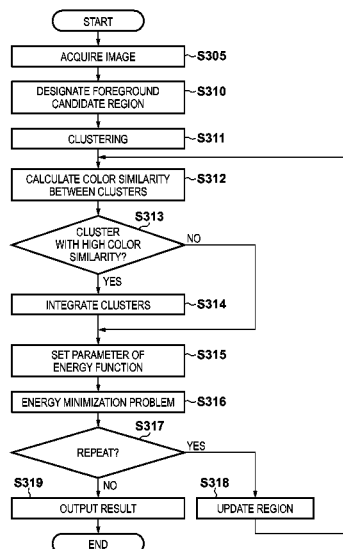 START
ACQUIRE IMAGE
S305
DESIGNATE FOREGROUND
CANDIDATE REGION
S310
CLUSTERING
S311
CALCULATE COLOR SIMILARITY
BETWEEN CLUSTERS
S312
S313
CLUSTER
WITH HIGH COLOR
SIMILARITY?
NO
YES
INTEGRATE CLUSTERS
S314
SET PARAMETER OF
ENERGY FUNCTION
S315
ENERGY MINIMIZATION PROBLEM
S316
S317
REPEAT?
YES
NO
S319
OUTPUT RESULT
S318
UPDATE REGION
END